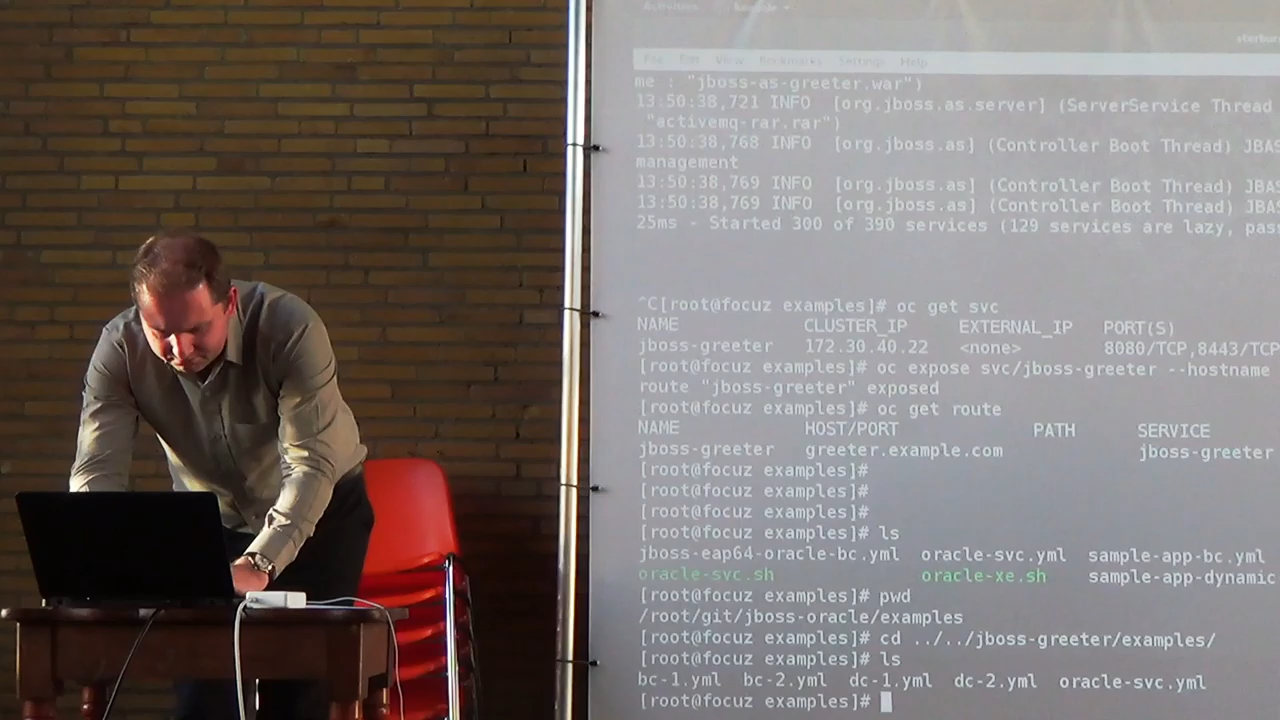 Activities
File Edit View Bookmarks Settings Help
me : "jboss-as-greeter.war")
13:50:38,721 INFO [org.jboss.as.server] (ServerService Thread
"activemq-rar.rar")
13:50:38,768 INFO [org.jboss.as] (Controller Boot Thread) JBAS
management
13:50:38,769 INFO [org.jboss.as] (Controller Boot Thread) JBAS
13:50:38,769 INFO [org.jboss.as] (Controller Boot Thread) JBAS
25ms - Started 300 of 390 services (129 services are lazy, pass
^C[root@focuz examples]# oc get svc
NAME CLUSTER_IP EXTERNAL_IP PORT(S)
jboss-greeter 172.30.40.22 <none> 8080/TCP,8443/TCP
[root@focuz examples]# oc expose svc/jboss-greeter --hostname
route "jboss-greeter" exposed
[root@focuz examples]# oc get route
NAME HOST/PORT PATH SERVICE
jboss-greeter greeter.example.com jboss-greeter
[root@focuz examples]#
[root@focuz examples]#
[root@focuz examples]#
[root@focuz examples]# ls
jboss-eap64-oracle-bc.yml oracle-svc.yml sample-app-bc.yml
oracle-svc.sh oracle-xe.sh sample-app-dynamic
[root@focuz examples]# pwd
/root/git/jboss-oracle/examples
[root@focuz examples]# cd ../../jboss-greeter/examples/
[root@focuz examples]# ls
bc-1.yml bc-2.yml dc-1.yml dc-2.yml oracle-svc.yml
[root@focuz examples]#